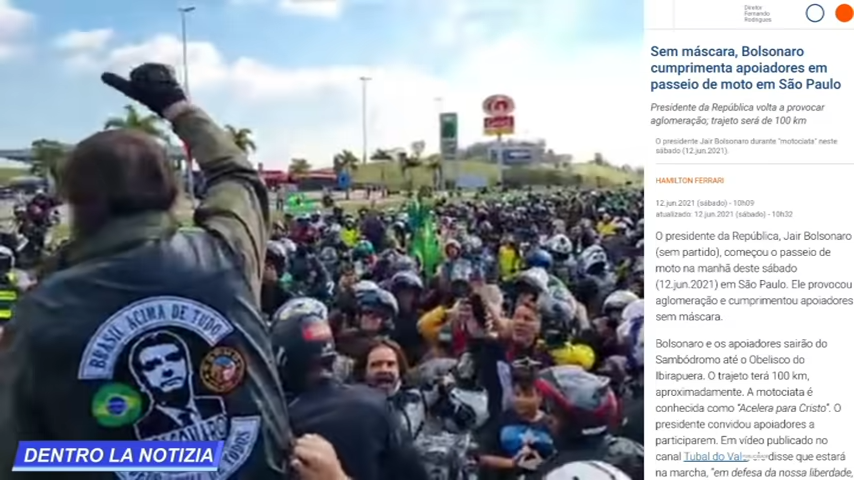 BRASIL ACIMA DE TUDO
DENTRO LA NOTIZIA
Direito
Fernando
Rodrigues
Sem máscara, Bolsonaro
cumprimenta apoiadores em
passeio de moto em São Paulo
Presidente da República volta a provocar
aglomeração; trajeto será de 100 km
O presidente Jair Bolsonaro durante "motociata" neste
sábado (12.jun.2021).
HAMILTON FERRARI
12.jun.2021 (sábado) - 10h09
atualizado: 12.jun.2021 (sábado) - 10h32
O presidente da República, Jair Bolsonaro
(sem partido), começou o passeio de
moto na manhã deste sábado
(12.jun.2021) em São Paulo. Ele provocou
aglomeração e cumprimentou apoiadores
sem máscara.
Bolsonaro e os apoiadores sairão do
Sambódromo até o Obelisco do
Ibirapuera. O trajeto terá 100 km,
aproximadamente. A motociata é
conhecida como "Acelera para Cristo". O
presidente convidou apoiadores a
participarem. Em vídeo publicado no
canal Tubal do disse que estará
na marcha, "em defesa da nossa liberdade,